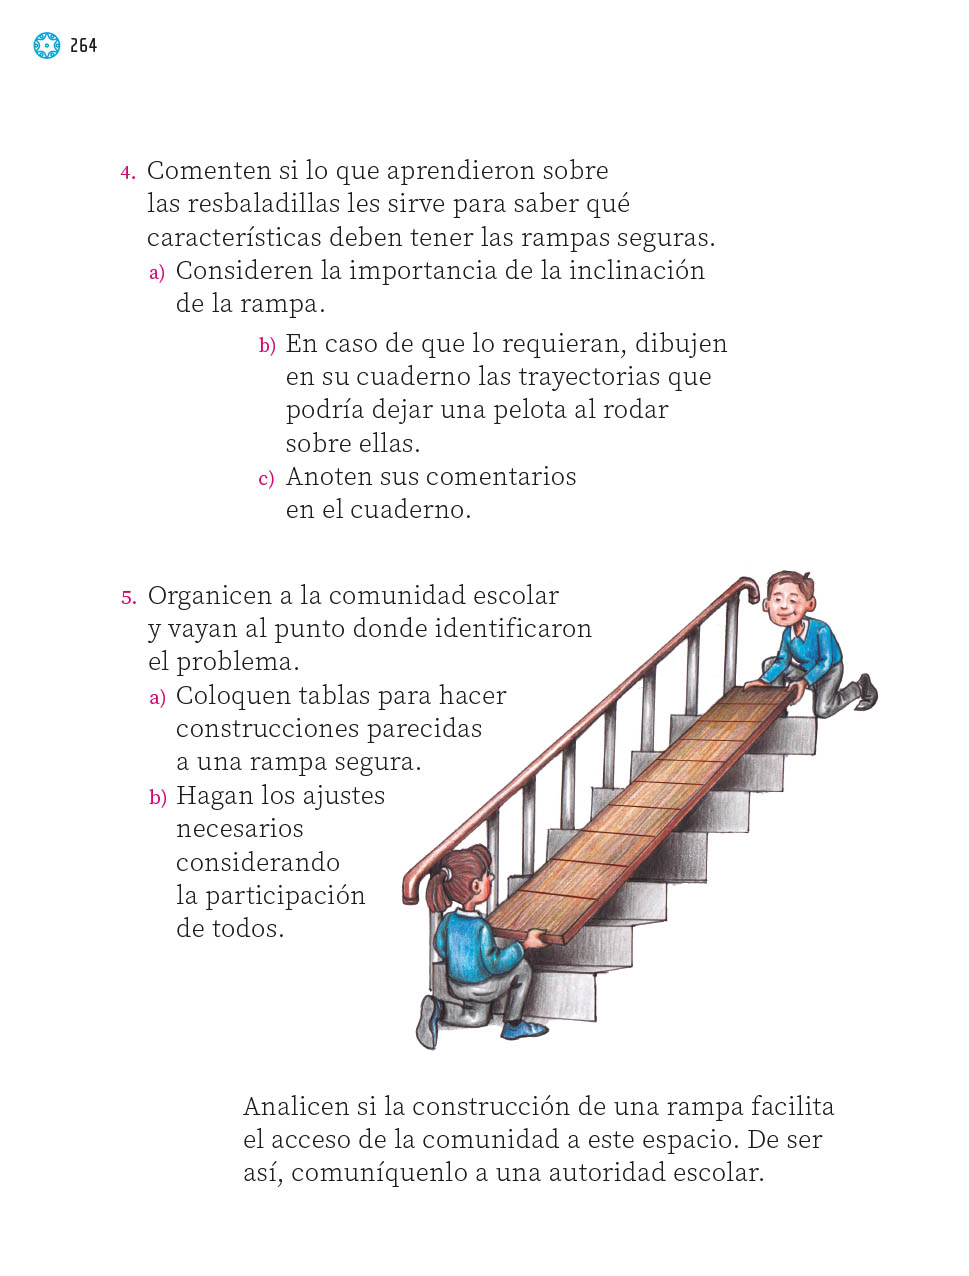 264
4. Comenten si lo que aprendieron sobre
las resbaladillas les sirve para saber qué
características deben tener las rampas seguras.
a) Consideren la importancia de la inclinación
de la rampa.
b) En caso de que lo requieran, dibujen
en su cuaderno las trayectorias que
podría dejar una pelota al rodar
sobre ellas.
c) Anoten sus comentarios
en el cuaderno.
5. Organicen a la comunidad escolar
y vayan al punto donde identificaron
el problema.
a) Coloquen tablas para hacer
construcciones parecidas
a una rampa segura.
b) Hagan los ajustes
necesarios
considerando
la participación
de todos.
Analicen si la construcción de una rampa facilita
el acceso de la comunidad a este espacio. De ser
así, comuníquenlo a una autoridad escolar.